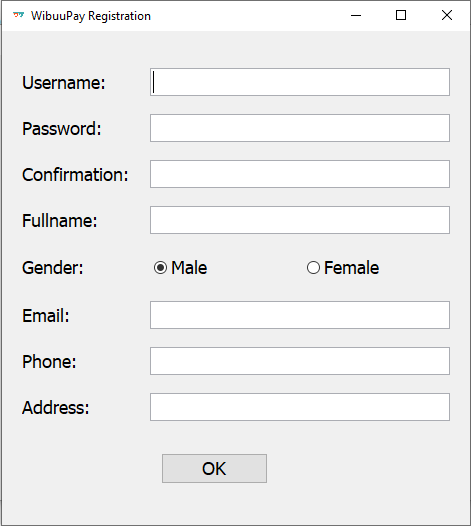 WibuuPay Registration
Username:
Password:
Confirmation:
Fullname:
Gender: Male Female
Email:
Phone:
Address:
OK